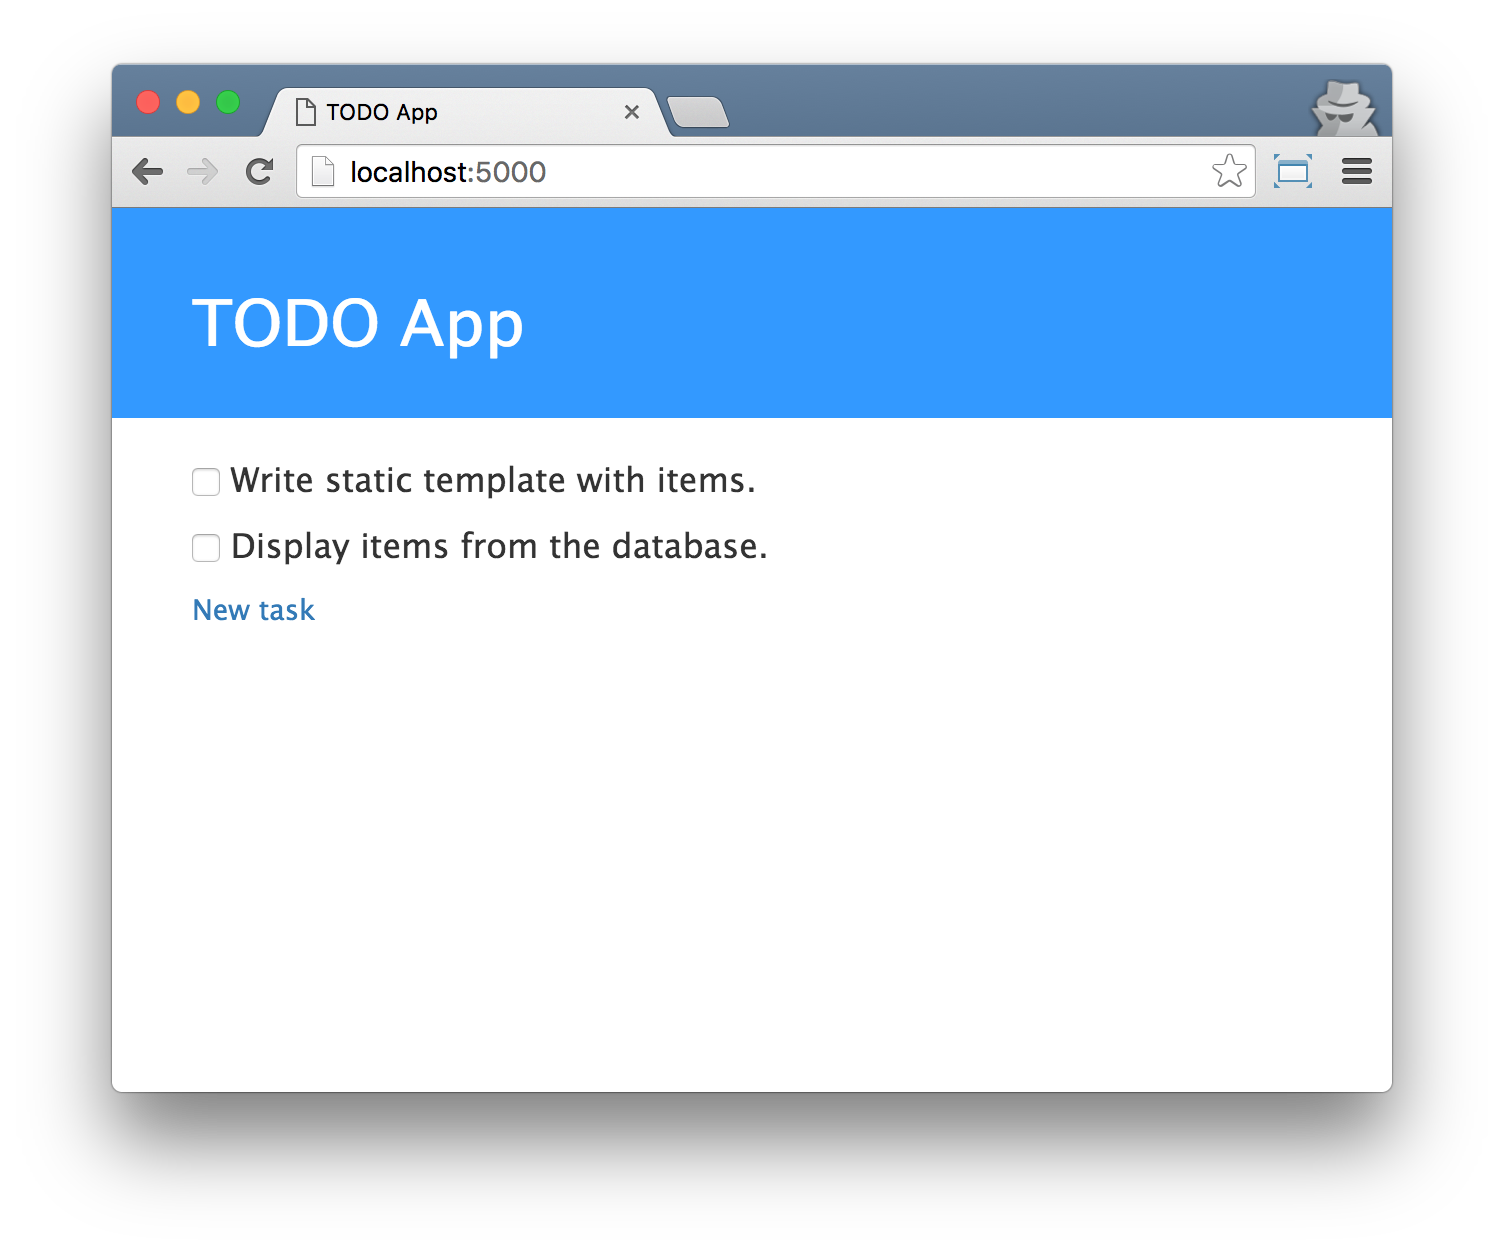 TODO App
localhost:5000
TODO App
Write static template with items.
Display items from the database.
New task